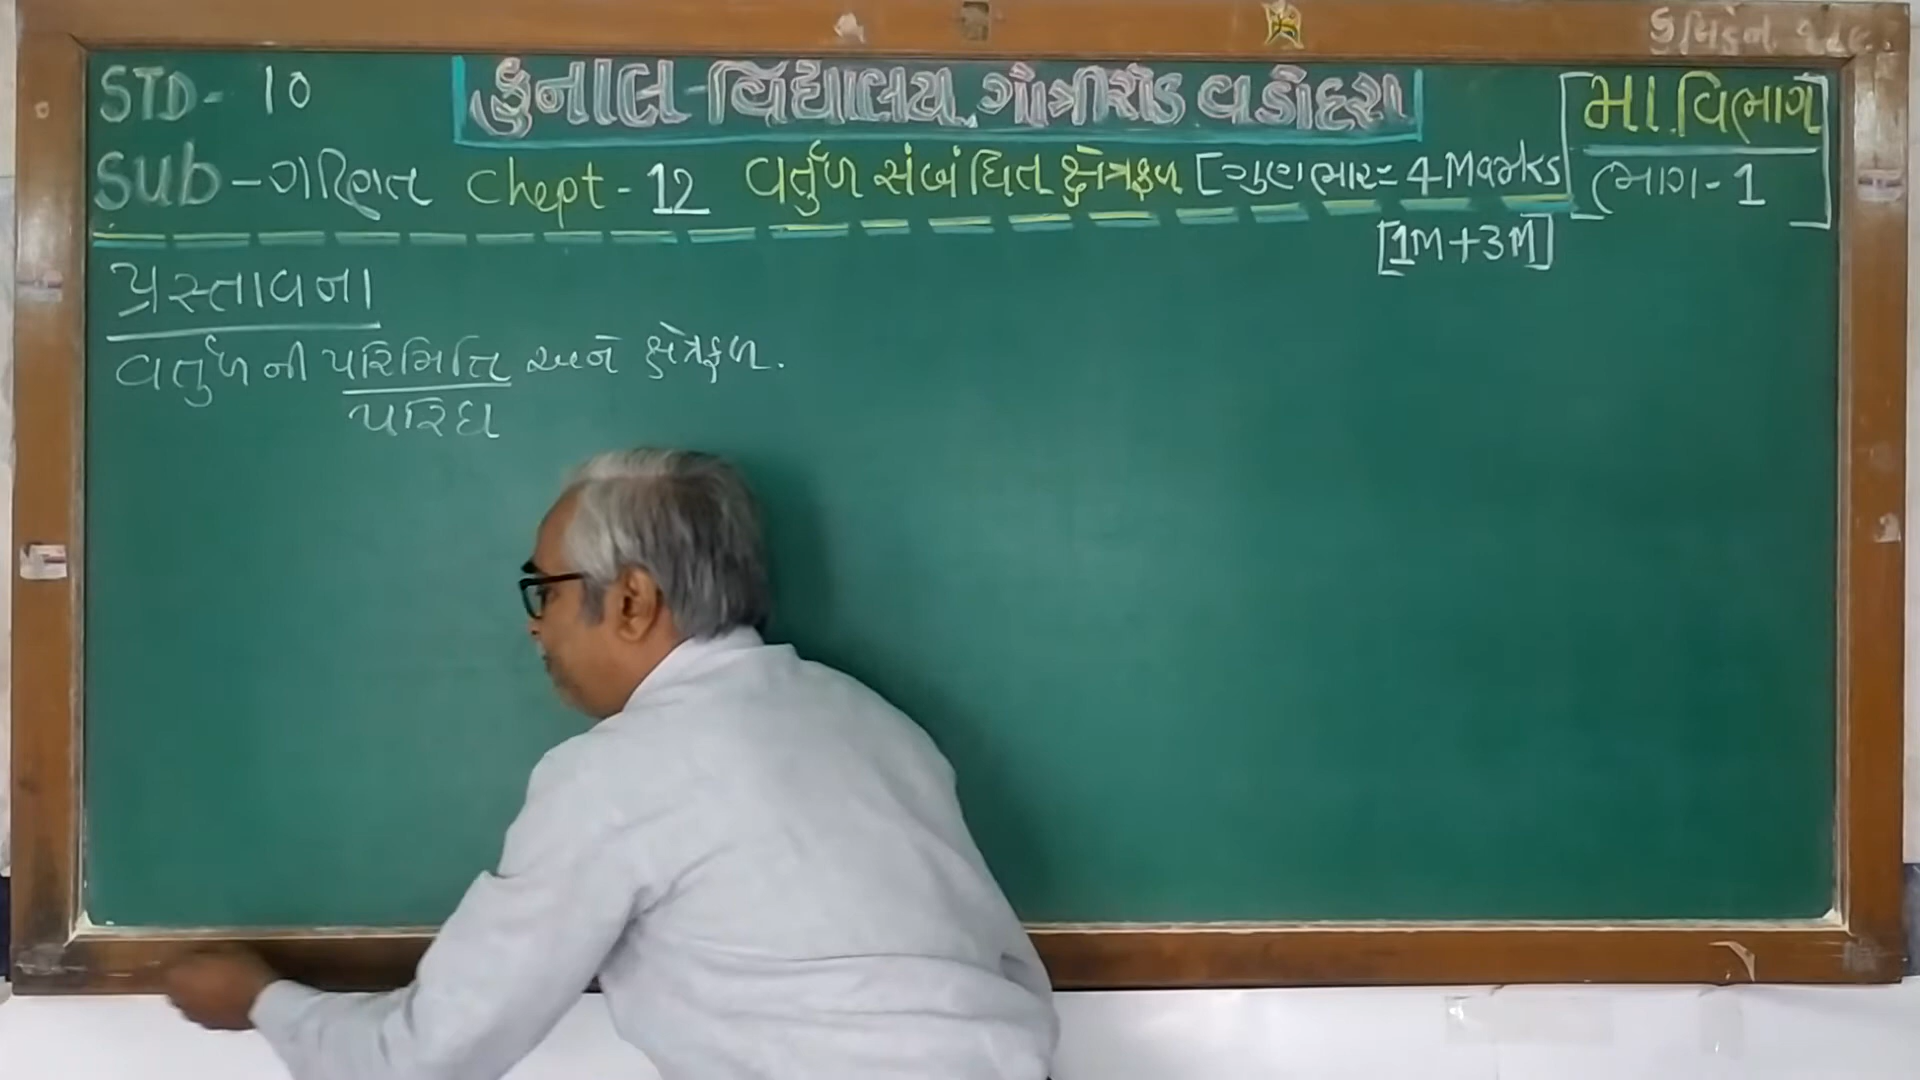 STD - 10
કુનાલ-વિદ્યાલય ગોત્રીરોડ વડોદરા
મા. વિભાગ
Sub - ગણિત Chept - 12 વર્તુળ સંબંધિત ક્ષેત્રફળ [ગુણભાર = 4 Marks]
ભાગ - 1
[1M+3M]
પ્રસ્તાવના
વર્તુળની પરિમિતિ અને ક્ષેત્રફળ.
પરિઘ